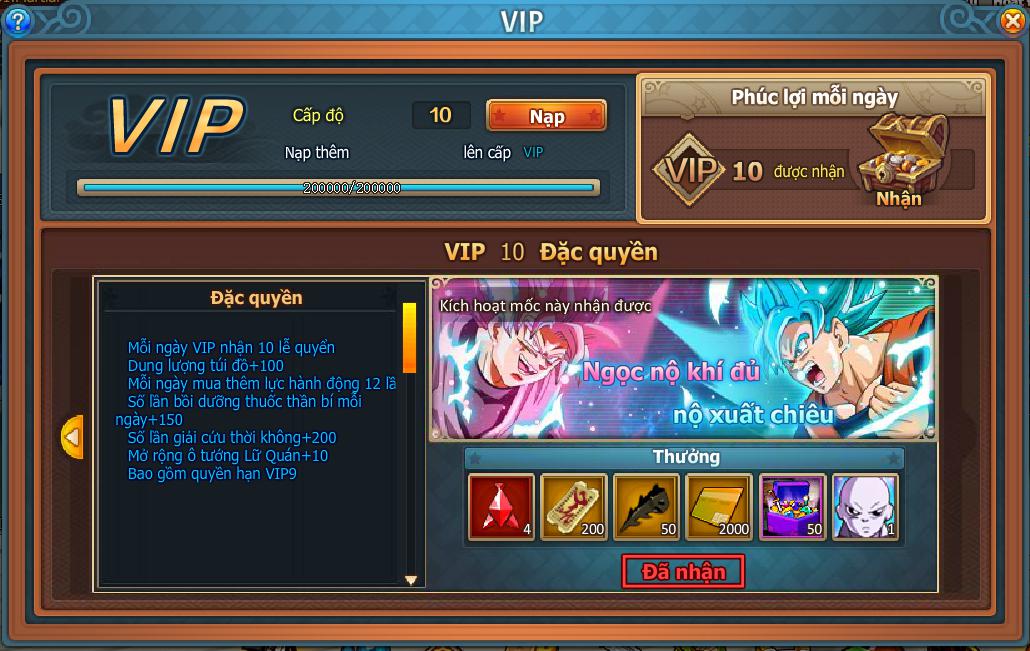 VIP
VIP
Cấp độ 10 Nạp
Nạp thêm lên cấp VIP
200000/200000
Phúc lợi mỗi ngày
VIP 10 được nhận
Nhận
VIP 10 Đặc quyền
Đặc quyền
Mỗi ngày VIP nhận 10 lễ quyển
Dung lượng túi đồ+100
Mỗi ngày mua thêm lực hành động 12 lầ
Số lần bồi dưỡng thuốc thần bí mỗi
ngày+150
Số lần giải cứu thời không+200
Mở rộng ô tướng Lữ Quán+10
Bao gồm quyền hạn VIP9
Kích hoạt mốc này nhận được
Ngọc nộ khí đủ
nộ xuất chiêu
Thưởng
4 200 50 2000 50 1
Đã nhận